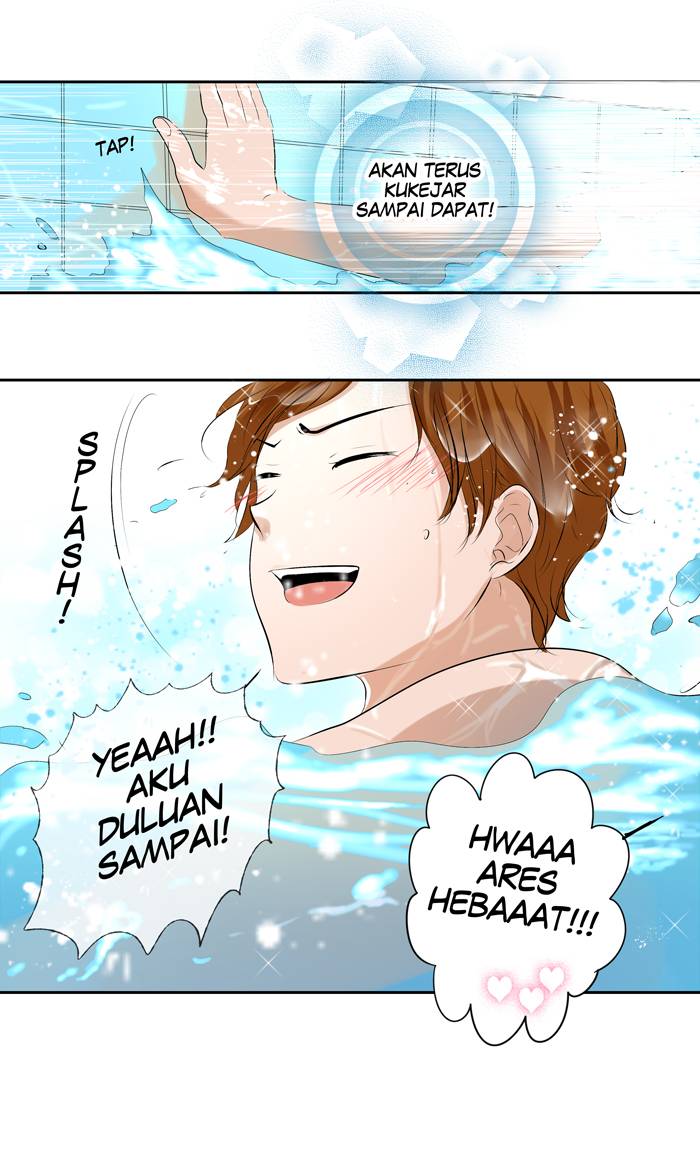 TAP!
AKAN TERUS
KUKEJAR
SAMPAI DAPAT!
SPLASH!
YEAAH!!
AKU
DULUAN
SAMPAI!
HWAAA
ARES
HEBAAAT!!!